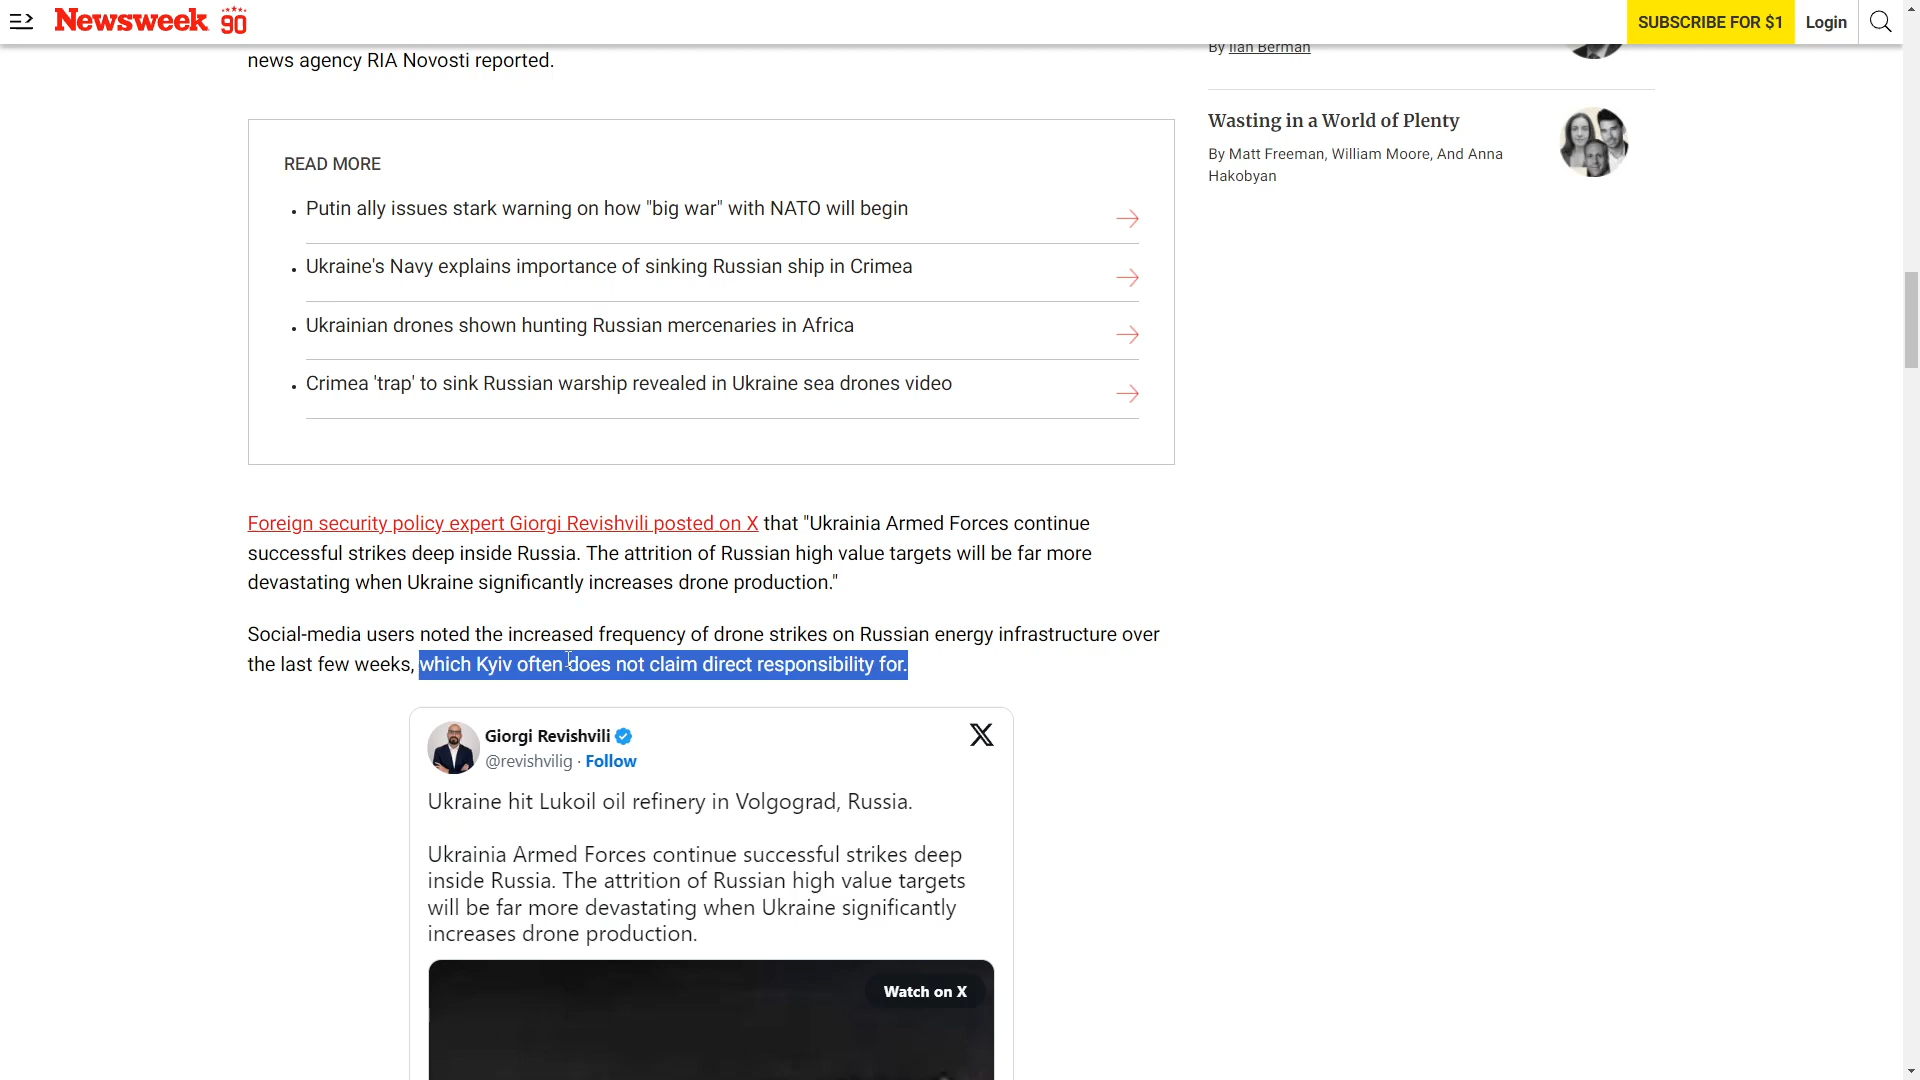 Newsweek 90
SUBSCRIBE FOR $1
Login
news agency RIA Novosti reported.
By Ilan Berman
Wasting in a World of Plenty
By Matt Freeman, William Moore, And Anna
Hakobyan
READ MORE
• Putin ally issues stark warning on how "big war" with NATO will begin
• Ukraine's Navy explains importance of sinking Russian ship in Crimea
• Ukrainian drones shown hunting Russian mercenaries in Africa
• Crimea 'trap' to sink Russian warship revealed in Ukraine sea drones video
Foreign security policy expert Giorgi Revishvili posted on X that "Ukrainia Armed Forces continue
successful strikes deep inside Russia. The attrition of Russian high value targets will be far more
devastating when Ukraine significantly increases drone production."
Social-media users noted the increased frequency of drone strikes on Russian energy infrastructure over
the last few weeks, which Kyiv often does not claim direct responsibility for.
Giorgi Revishvili
@revishvilig · Follow
Ukraine hit Lukoil oil refinery in Volgograd, Russia.
Ukrainia Armed Forces continue successful strikes deep
inside Russia. The attrition of Russian high value targets
will be far more devastating when Ukraine significantly
increases drone production.
Watch on X